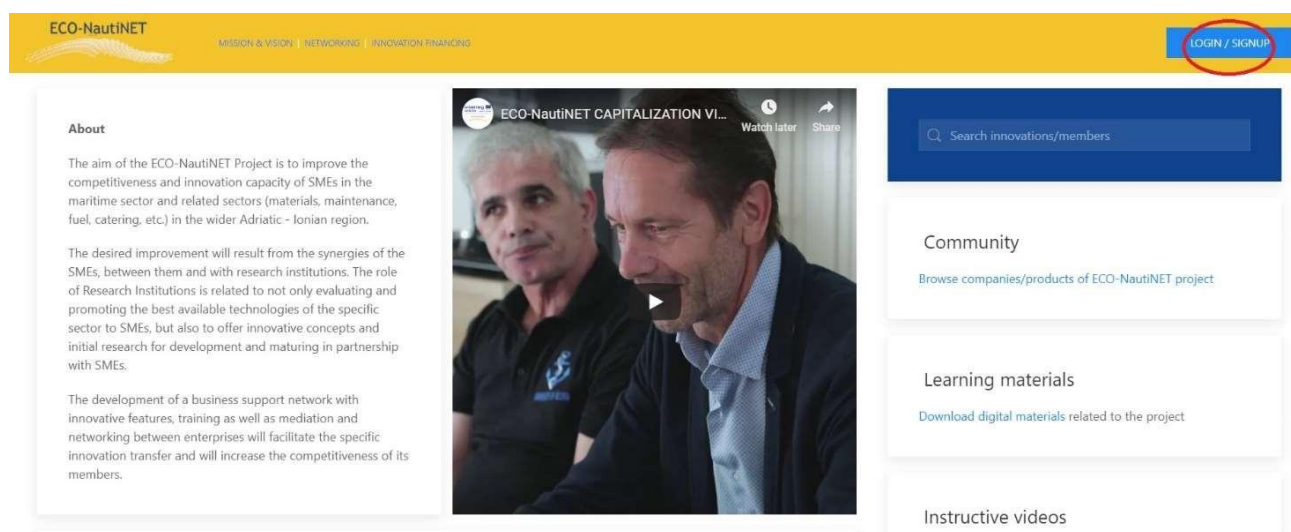 ECO-NautiNET
MISSION & VISION | NETWORKING | INNOVATION FINANCING
LOGIN / SIGNUP
About
The aim of the ECO-NautiNET Project is to improve the
competitiveness and innovation capacity of SMEs in the
maritime sector and related sectors (materials, maintenance,
fuel, catering, etc.) in the wider Adriatic - Ionian region.
The desired improvement will result from the synergies of the
SMEs, between them and with research institutions. The role
of Research Institutions is related to not only evaluating and
promoting the best available technologies of the specific
sector to SMEs, but also to offer innovative concepts and
initial research for development and maturing in partnership
with SMEs.
The development of a business support network with
innovative features, training as well as mediation and
networking between enterprises will facilitate the specific
innovation transfer and will increase the competitiveness of its
members.
ECO-NautiNET CAPITALIZATION VI...
Watch later
Share
Search innovations/members
Community
Browse companies/products of ECO-NautiNET project
Learning materials
Download digital materials related to the project
Instructive videos